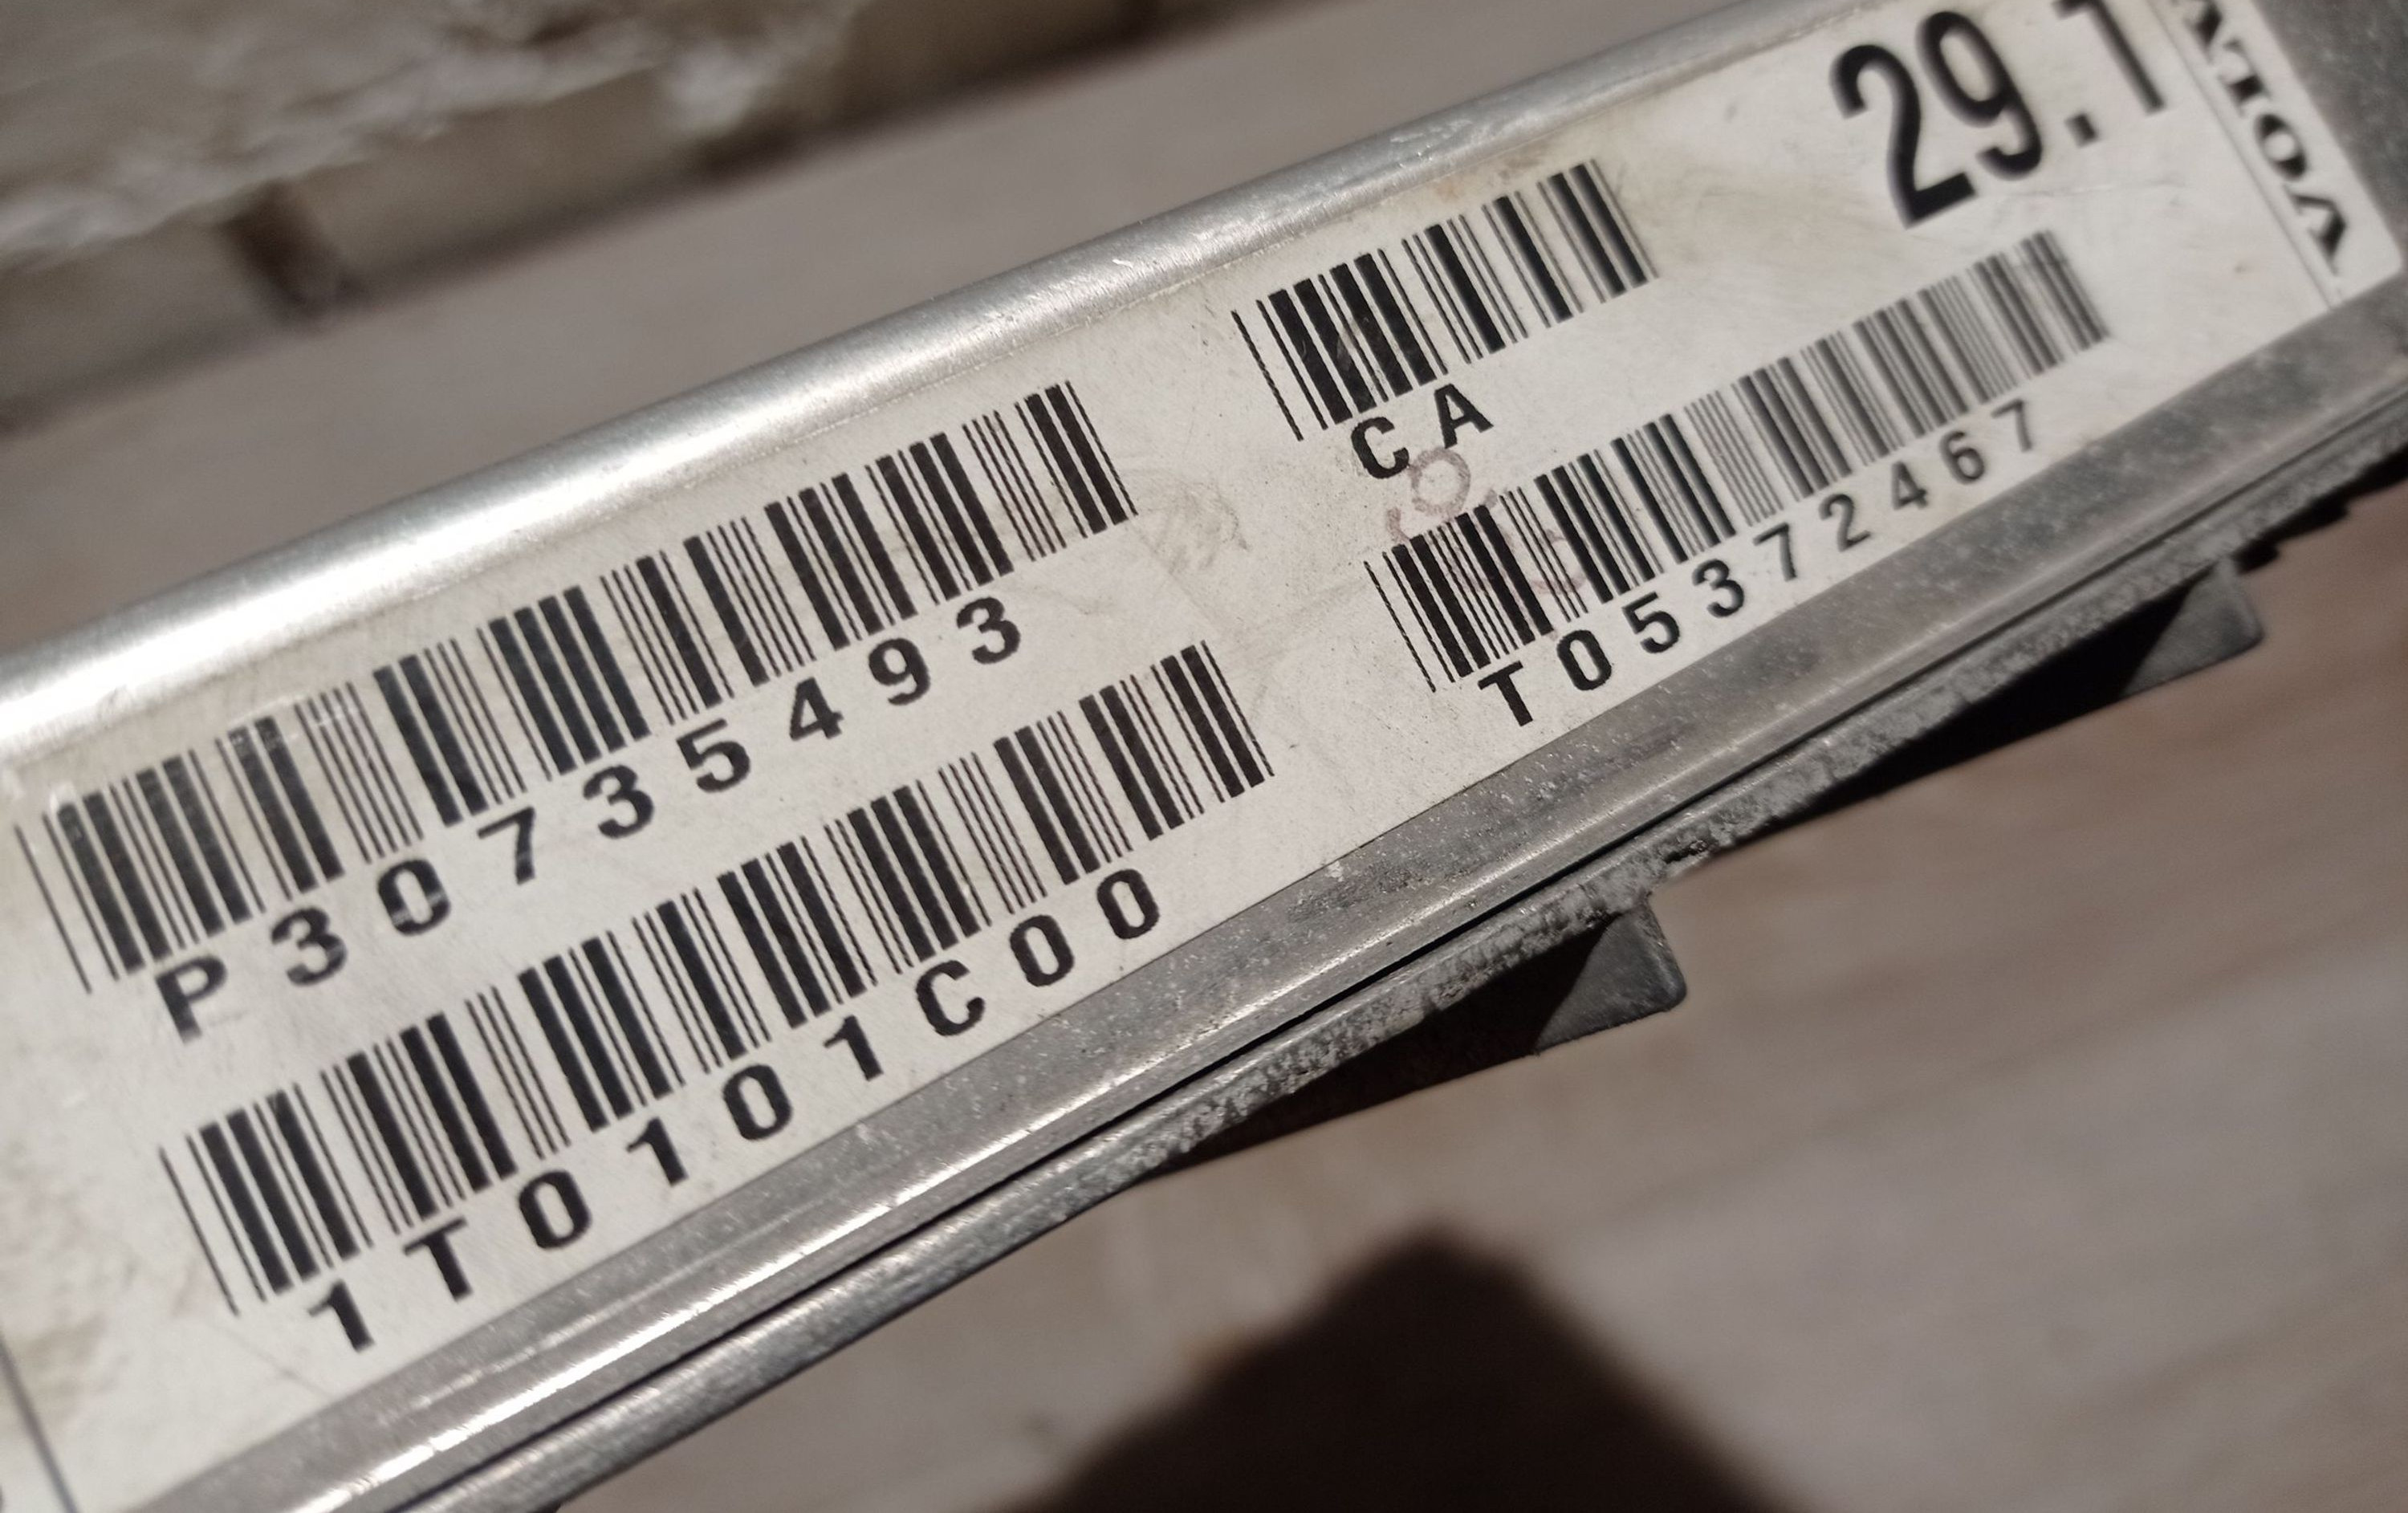 P30735493
1T0101C00
CA
T05372467
29.1
VOLVO